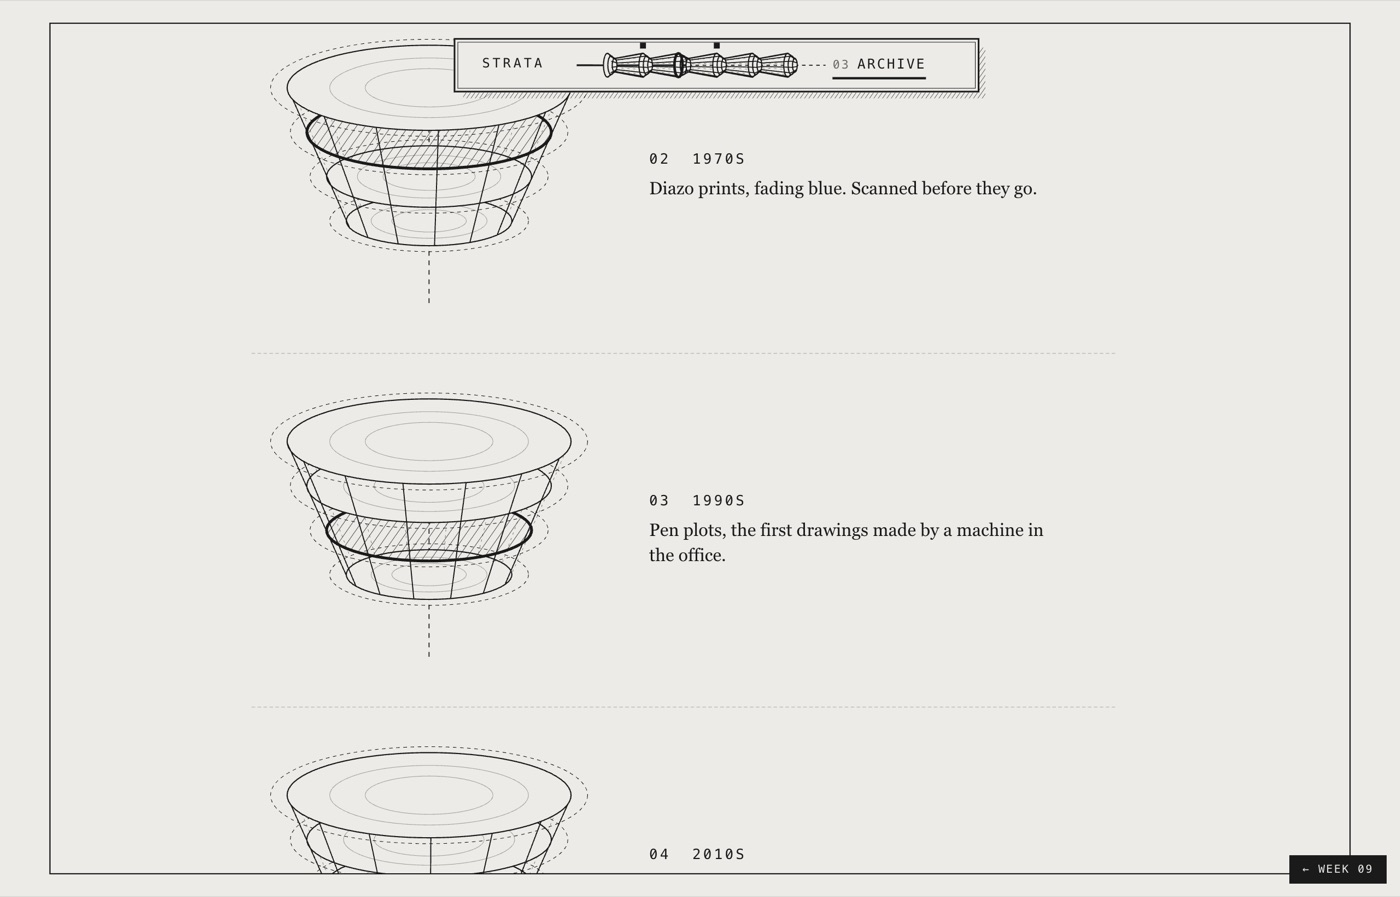 STRATA
03 ARCHIVE
02 1970S
Diazo prints, fading blue. Scanned before they go.
03 1990S
Pen plots, the first drawings made by a machine in
the office.
04 2010S
← WEEK 09